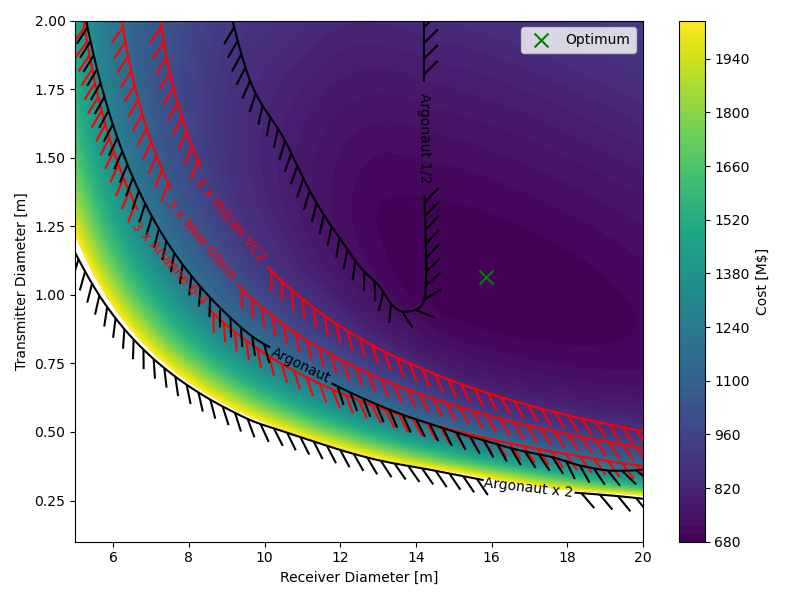 2.00
1.75
1.50
1.25
1.00
0.75
0.50
0.25
Transmitter Diameter [m]
6
8
10
12
14
16
18
20
Receiver Diameter [m]
Optimum
Argonaut 1/2
3 x Vulcan VC2
3 x New Glenn
3 x Ariane
Argonaut
Argonaut x 2
1940
1800
1660
1520
1380
1240
1100
960
820
680
Cost [M$]